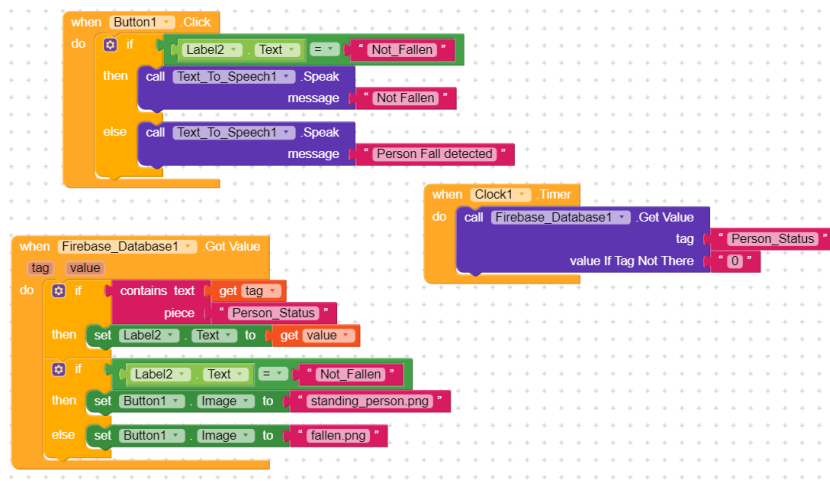 when Button1 .Click
do if Label2 . Text = " Not_Fallen "
then call Text_To_Speech1 .Speak
message " Not Fallen "
else call Text_To_Speech1 .Speak
message " Person Fall detected "
when Clock1 .Timer
do call Firebase_Database1 .Get Value
tag " Person_Status "
value If Tag Not There " 0 "
when Firebase_Database1 .Got Value
tag value
do if contains text get tag
piece " Person_Status "
then set Label2 . Text to get value
if Label2 . Text = " Not_Fallen "
then set Button1 . Image to " standing_person.png "
else set Button1 . Image to " fallen.png "